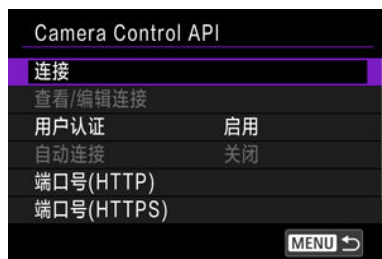 Camera Control API
连接
查看/编辑连接
用户认证 启用
自动连接 关闭
端口号(HTTP)
端口号(HTTPS)
MENU